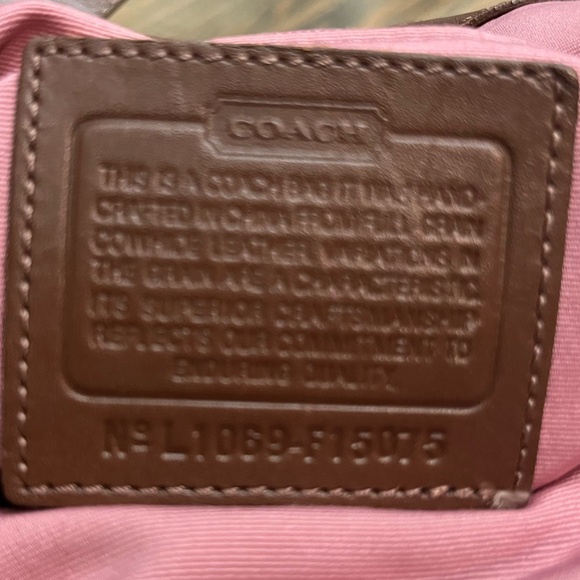 COACH
THIS IS A COACH BAG. IT WAS HAND-
CRAFTED IN CHINA FROM FULL GRAIN
COWHIDE LEATHER. VARIATIONS IN
THE GRAIN ARE A CHARACTERISTIC.
ITS SUPERIOR CRAFTSMANSHIP
REFLECTS OUR COMMITMENT TO
ENDURING QUALITY.
Nº L1069-F15075